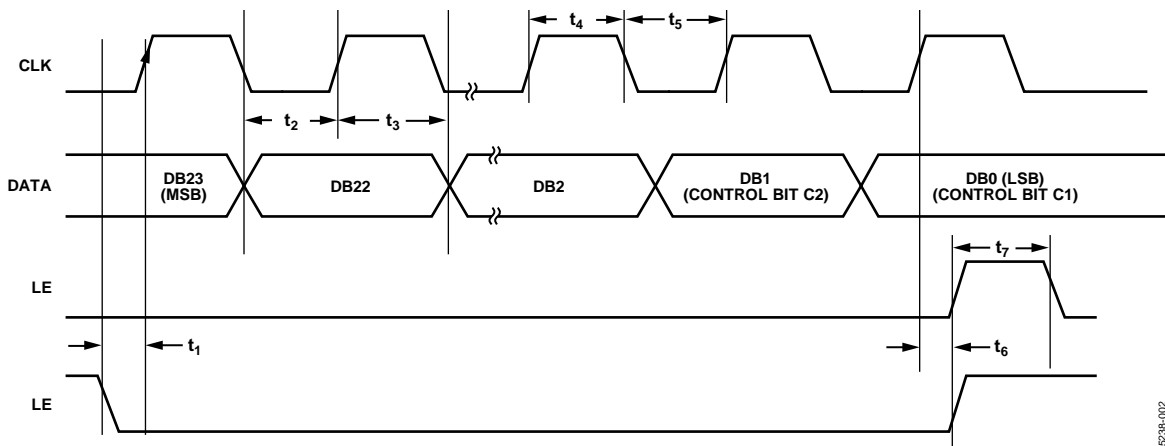 t4
t5
CLK
t2
t3
DATA
DB23
(MSB)
DB22
DB2
DB1
(CONTROL BIT C2)
DB0 (LSB)
(CONTROL BIT C1)
t7
LE
t1
t6
LE
5238-002